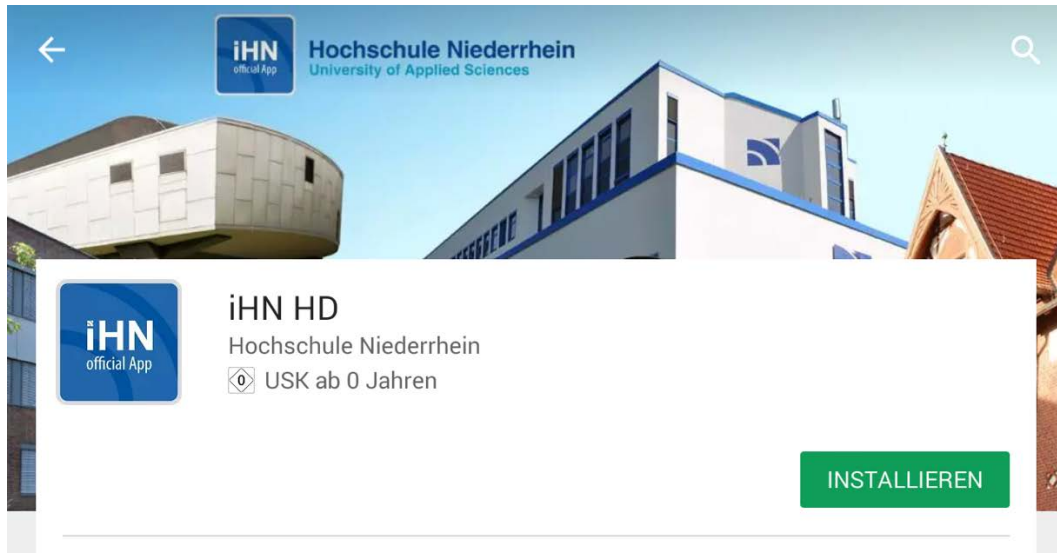 iHN
official App
Hochschule Niederrhein
University of Applied Sciences
iHN
official App
iHN HD
Hochschule Niederrhein
0 USK ab 0 Jahren
INSTALLIEREN